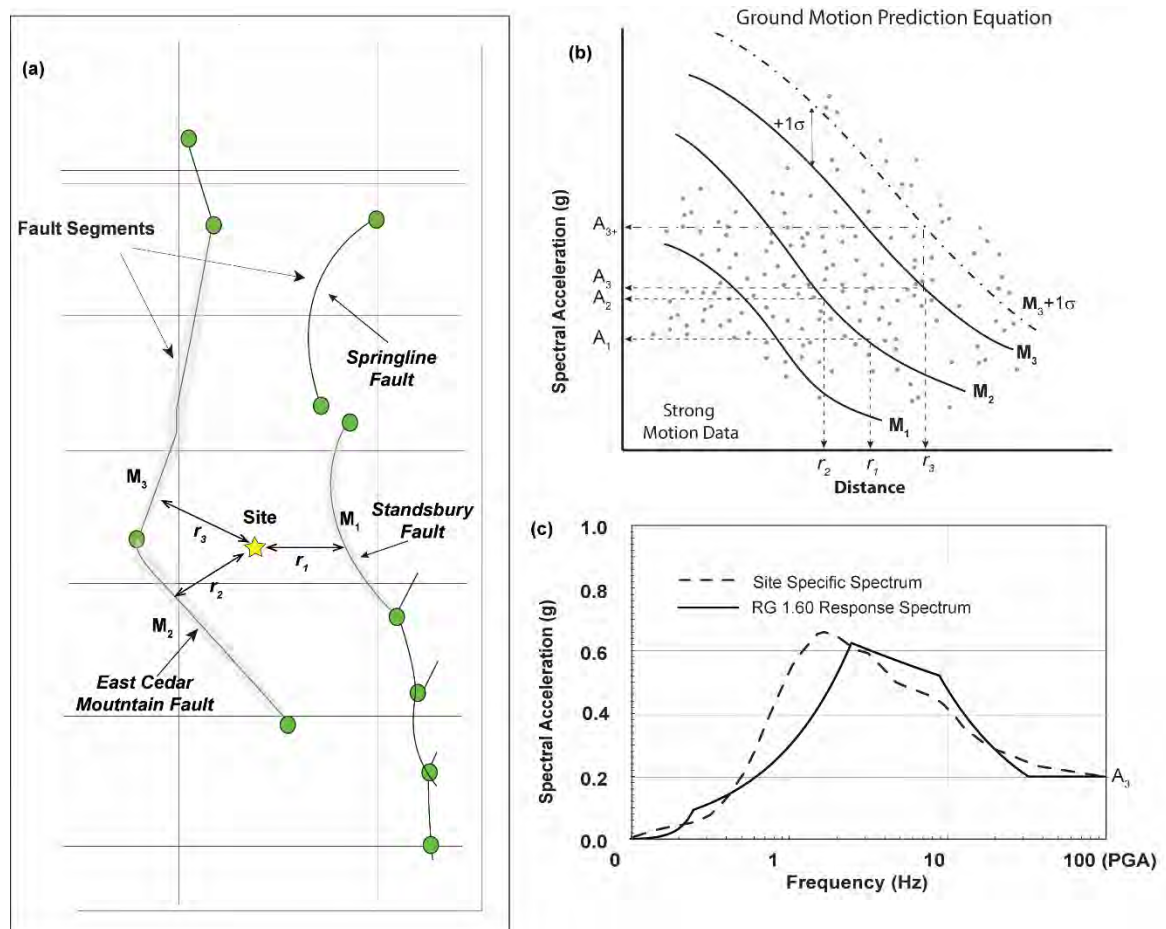 (a)
Fault Segments
Springline
Fault
M3
Site
M1
Standsbury
Fault
r3
r1
r2
M2
East Cedar
Moutntain Fault
Ground Motion Prediction Equation
(b)
+1σ
Spectral Acceleration (g)
A3+
A3
A2
A1
M3+1σ
M3
M2
M1
Strong
Motion Data
r2 r1 r3
Distance
(c)
1.0
0.8
0.6
0.4
0.2
0.0
Spectral Acceleration (g)
Site Specific Spectrum
RG 1.60 Response Spectrum
A3
0 1 10 100 (PGA)
Frequency (Hz)